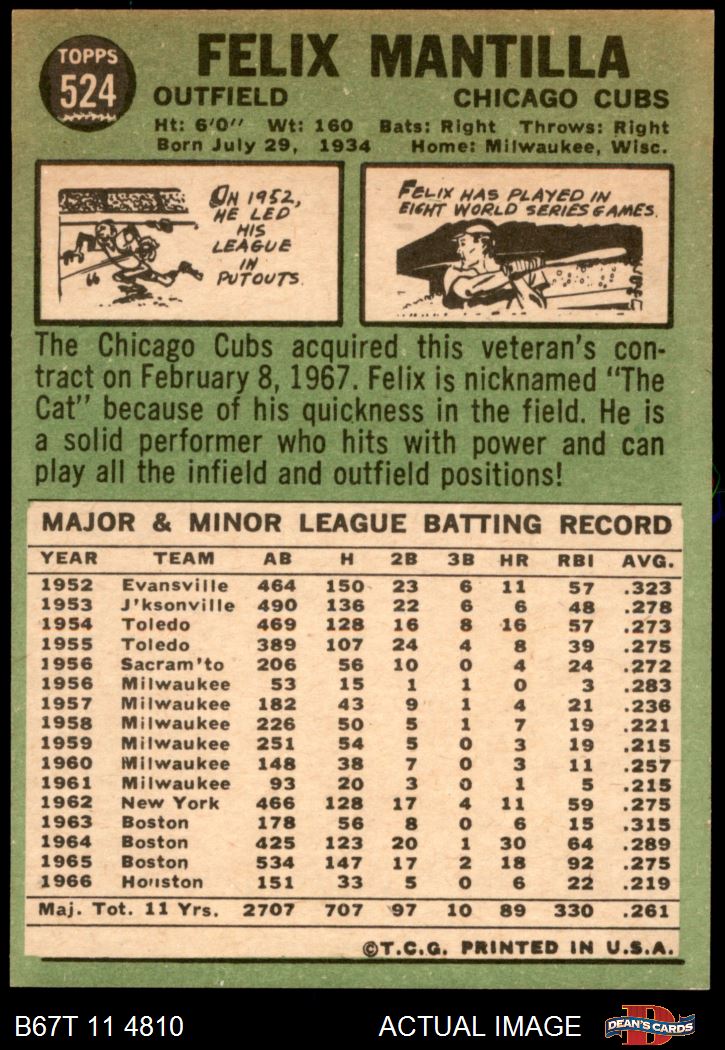 TOPPS
524
FELIX MANTILLA
OUTFIELD CHICAGO CUBS
Ht: 6'0" Wt: 160 Bats: Right Throws: Right
Born July 29, 1934 Home: Milwaukee, Wisc.
IN 1952,
HE LED
HIS
LEAGUE
IN
PUTOUTS.
FELIX HAS PLAYED IN
EIGHT WORLD SERIES GAMES.
The Chicago Cubs acquired this veteran's con-
tract on February 8, 1967. Felix is nicknamed "The
Cat" because of his quickness in the field. He is
a solid performer who hits with power and can
play all the infield and outfield positions!
MAJOR & MINOR LEAGUE BATTING RECORD
YEAR TEAM AB H 2B 3B HR RBI AVG.
1952 Evansville 464 150 23 6 11 57 .323
1953 J'ksonville 490 136 22 6 6 48 .278
1954 Toledo 469 128 16 8 16 57 .273
1955 Toledo 389 107 24 4 8 39 .275
1956 Sacram'to 206 56 10 0 4 24 .272
1956 Milwaukee 53 15 1 1 0 3 .283
1957 Milwaukee 182 43 9 1 4 21 .236
1958 Milwaukee 226 50 5 1 7 19 .221
1959 Milwaukee 251 54 5 0 3 19 .215
1960 Milwaukee 148 38 7 0 3 11 .257
1961 Milwaukee 93 20 3 0 1 5 .215
1962 New York 466 128 17 4 11 59 .275
1963 Boston 178 56 8 0 6 15 .315
1964 Boston 425 123 20 1 30 64 .289
1965 Boston 534 147 17 2 18 92 .275
1966 Houston 151 33 5 0 6 22 .219
Maj. Tot. 11 Yrs. 2707 707 97 10 89 330 .261
©T.C.G. PRINTED IN U.S.A.
B67T 11 4810 ACTUAL IMAGE
DEAN'S CARDS